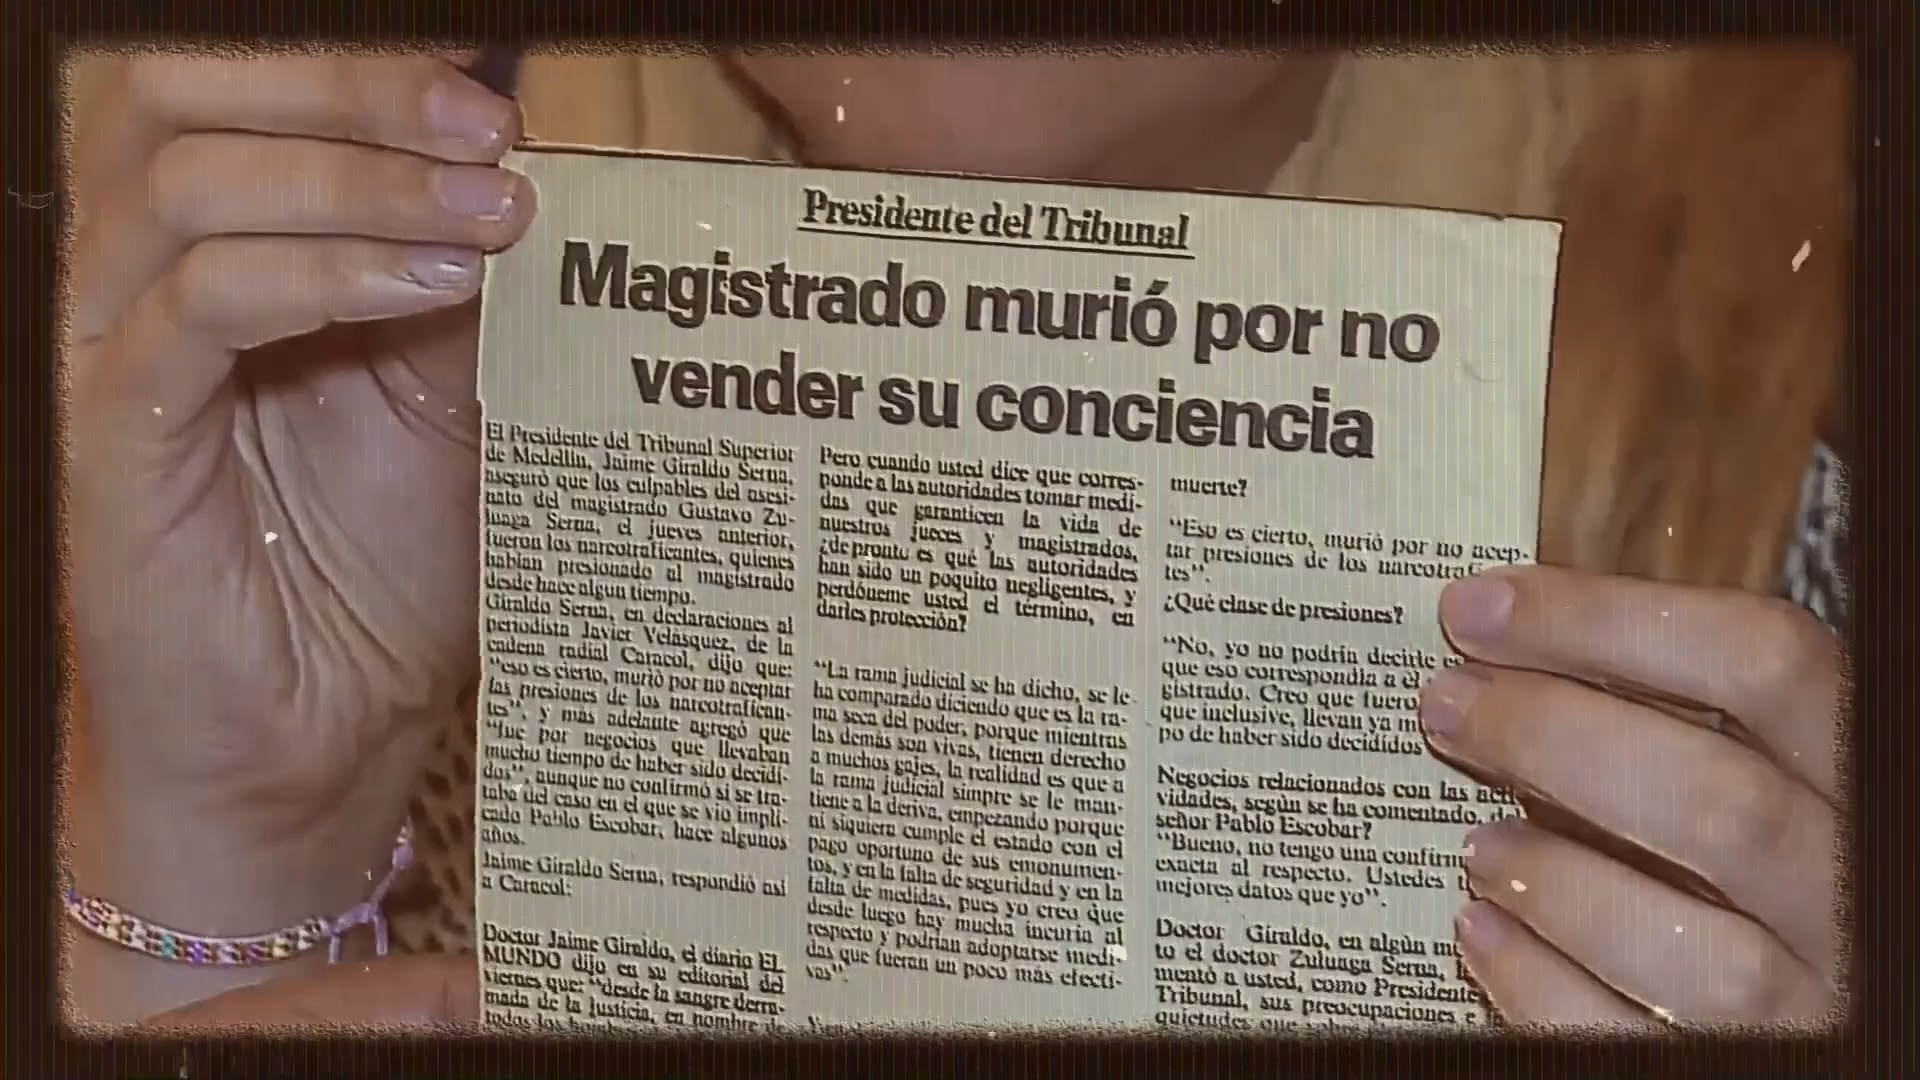 Presidente del Tribunal
Magistrado murió por no
vender su conciencia
El Presidente del Tribunal Superior
de Medellín, Jaime Giraldo Serna,
aseguró que los culpables del asesi-
nato del magistrado Gustavo Zu-
luaga Serna, el jueves anterior,
fueron los narcotraficantes, quienes
habían presionado al magistrado
desde hace algún tiempo.
Giraldo Serna, en declaraciones al
periodista Javier Velásquez, de la
cadena radial Caracol, dijo que:
"eso es cierto, murió por no aceptar
las presiones de los narcotrafican-
tes", y más adelante agregó que
"fue por negocios que llevaban
mucho tiempo de haber sido decidi-
dos", aunque no confirmó si se tra-
taba del caso en el que se vio impli-
cado Pablo Escobar, hace algunos
años.
Jaime Giraldo Serna, respondió así
a Caracol:
Doctor Jaime Giraldo, el diario EL
MUNDO dijo en su editorial del
viernes que: "desde la sangre derra-
mada de la Justicia, en nombre de
todos los hombres
Pero cuando usted dice que corres-
ponde a las autoridades tomar medi-
das que garanticen la vida de
nuestros jueces y magistrados,
¿de pronto es qué las autoridades
han sido un poquito negligentes, y
perdóneme usted el término, en
darles protección?
"La rama judicial se ha dicho, se le
ha comparado diciendo que es la ra-
ma seca del poder, porque mientras
las demás son vivas, tienen derecho
a muchos gajes, la realidad es que a
la rama judicial simpre se le man-
tiene a la deriva, empezando porque
ni siquiera cumple el estado con el
pago oportuno de sus emonumen-
tos, y en la falta de seguridad y en la
falta de medidas, pues yo creo que
desde luego hay mucha incuria al
respecto y podrían adoptarse medi-
das que fueran un poco más efecti-
vas".
muerte?
"Eso es cierto, murió por no acep-
tar presiones de los
tes".
¿Qué clase de presiones?
"No, yo no podría decirle
que eso correspondía a él
gistrado. Creo que
que inclusive, llevan ya
po de haber sido decididos
Negocios relacionados con las
vidades, según se ha comentado, del
señor Pablo Escobar?
"Bueno, no tengo una
exacta al respecto. Ustedes
mejores datos que yo".
Doctor Giraldo, en algún
to el doctor Zuluaga Serna,
mentó a usted, como Presidente
Tribunal, sus preocupaciones e
quietudes que